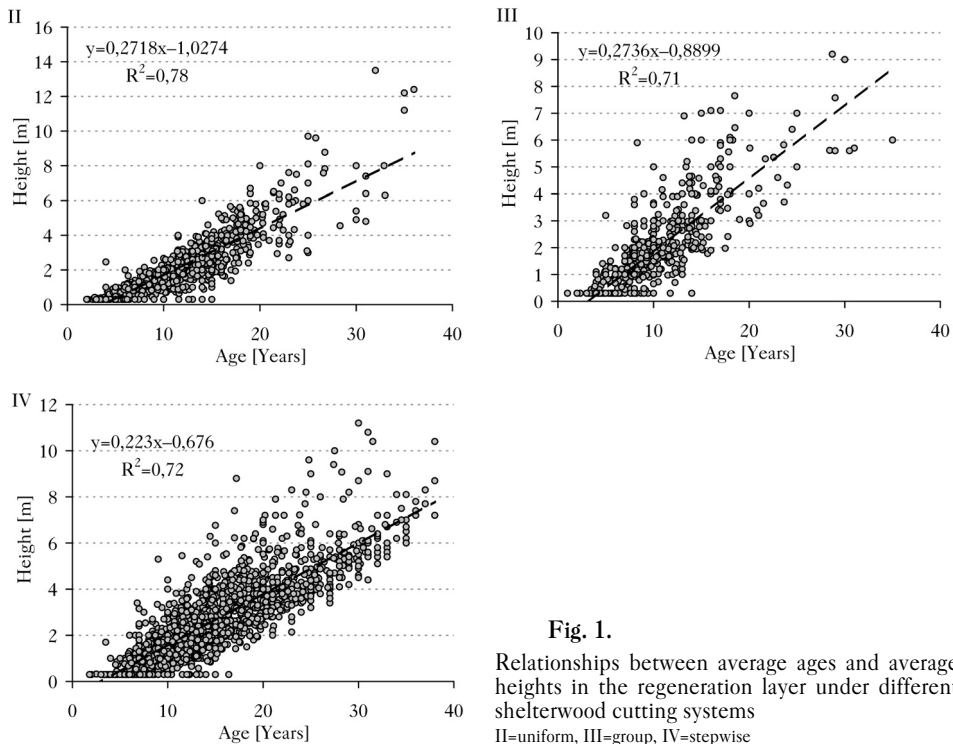 II
16
14
12
10
8
6
4
2
0
0 10 20 30 40
Height [m]
Age [Years]
y=0,2718x–1,0274
R²=0,78
III
10
9
8
7
6
5
4
3
2
1
0
0 10 20 30 40
Height [m]
Age [Years]
y=0,2736x–0,8899
R²=0,71
IV
12
10
8
6
4
2
0
0 5 10 15 20 25 30 35 40
Height [m]
Age [Years]
y=0,223x–0,676
R²=0,72
Fig. 1.
Relationships between average ages and average
heights in the regeneration layer under different
shelterwood cutting systems
II=uniform, III=group, IV=stepwise